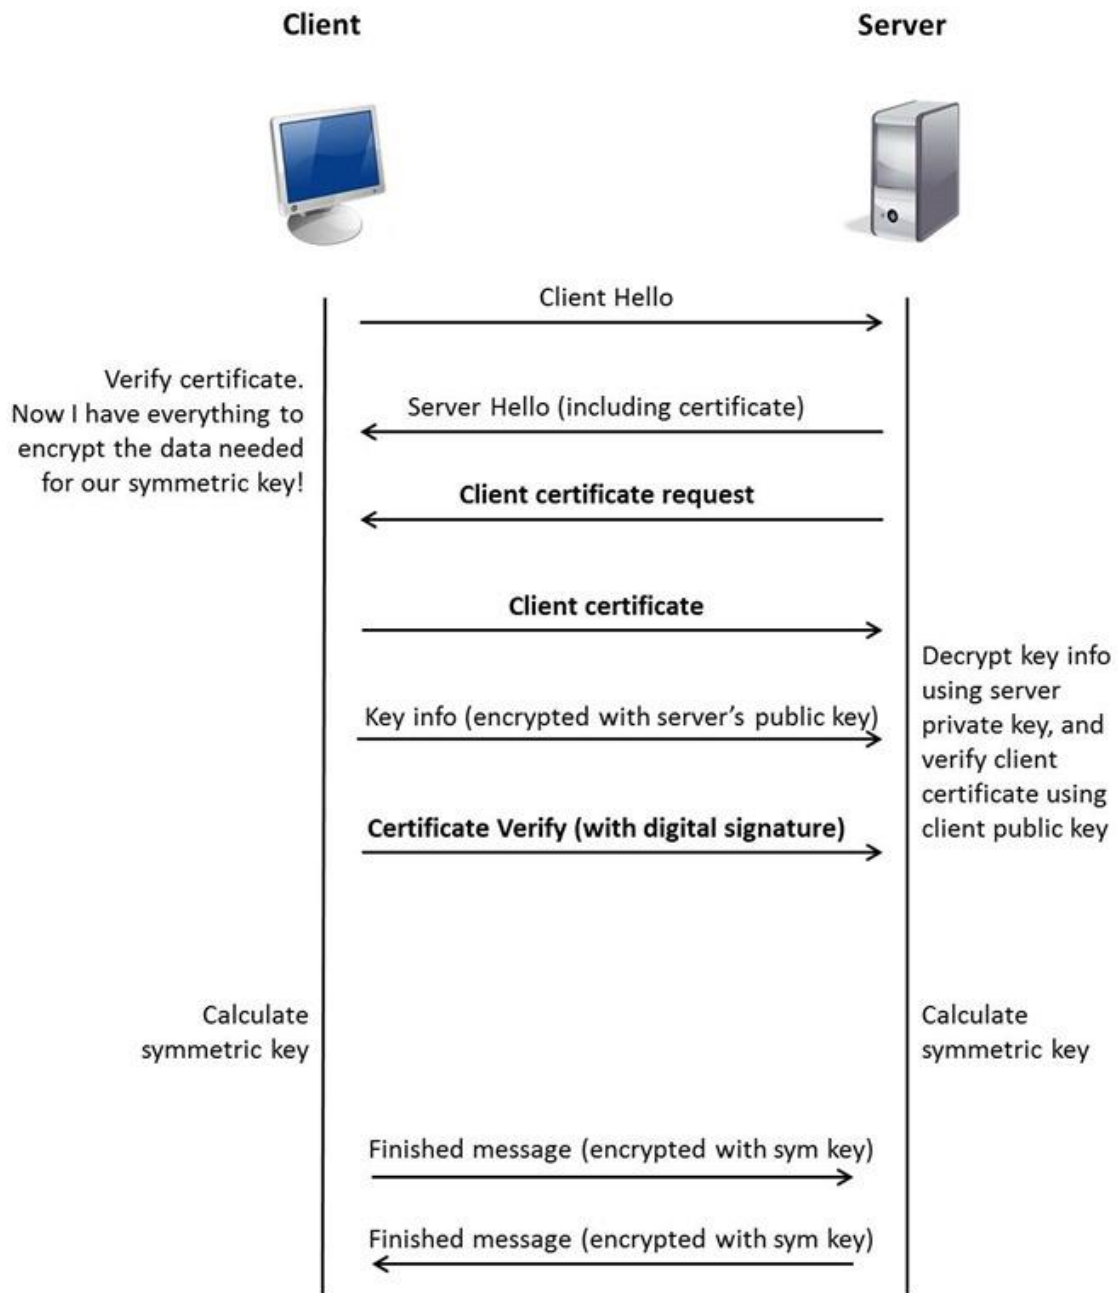 Client
Server
Client Hello
Verify certificate.
Now I have everything to
encrypt the data needed
for our symmetric key!
Server Hello (including certificate)
Client certificate request
Client certificate
Key info (encrypted with server's public key)
Decrypt key info
using server
private key, and
verify client
certificate using
client public key
Certificate Verify (with digital signature)
Calculate
symmetric key
Calculate
symmetric key
Finished message (encrypted with sym key)
Finished message (encrypted with sym key)